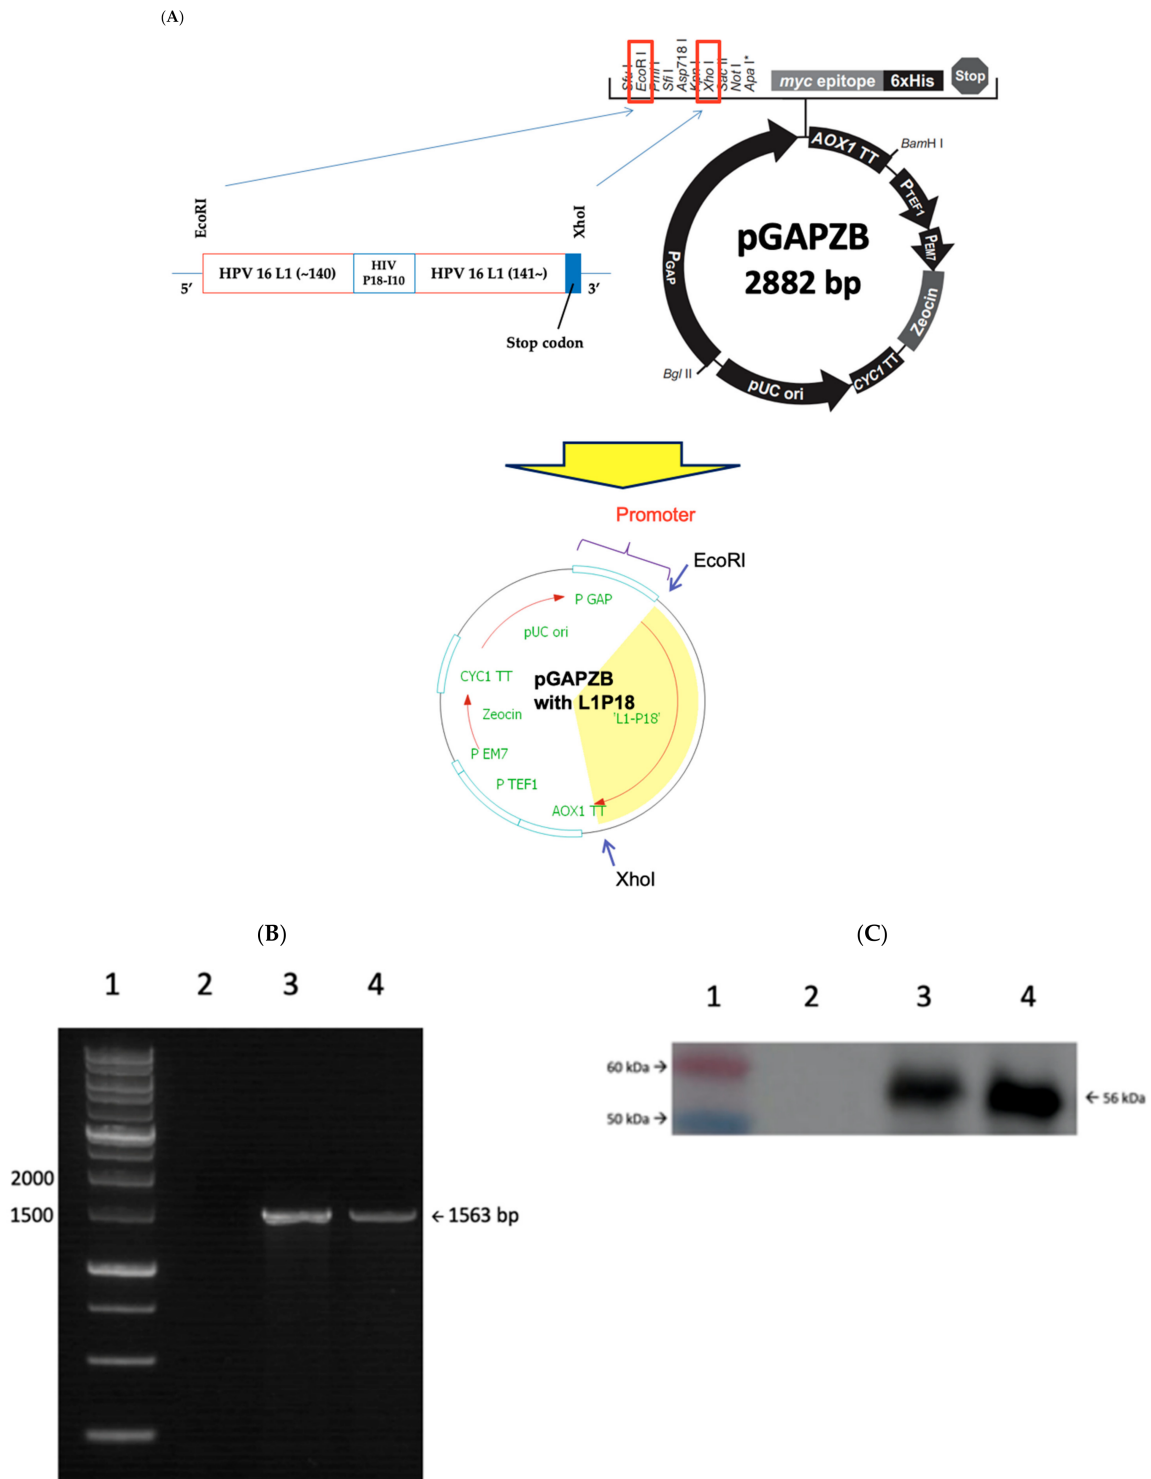 (A)
Sfu I
EcoR I
Pml I
Sfi I
Asp718 I
Kpn I
Xho I
Sac II
Not I
Apa I*
myc epitope 6xHis Stop
AOX1 TT
BamH I
PTEF1
PEM7
Zeocin
CYC1 TT
pUC ori
Bgl II
PGAP
pGAPZB
2882 bp
EcoRI
XhoI
HPV 16 L1 (~140) HIV P18-I10 HPV 16 L1 (141~)
5′ 3′
Stop codon
Promoter
EcoRI
P GAP
pUC ori
CYC1 TT
pGAPZB
with L1P18
'L1-P18'
Zeocin
P EM7
P TEF1
AOX1 TT
XhoI
(B) (C)
1 2 3 4
2000
1500
← 1563 bp
1 2 3 4
60 kDa →
50 kDa →
← 56 kDa